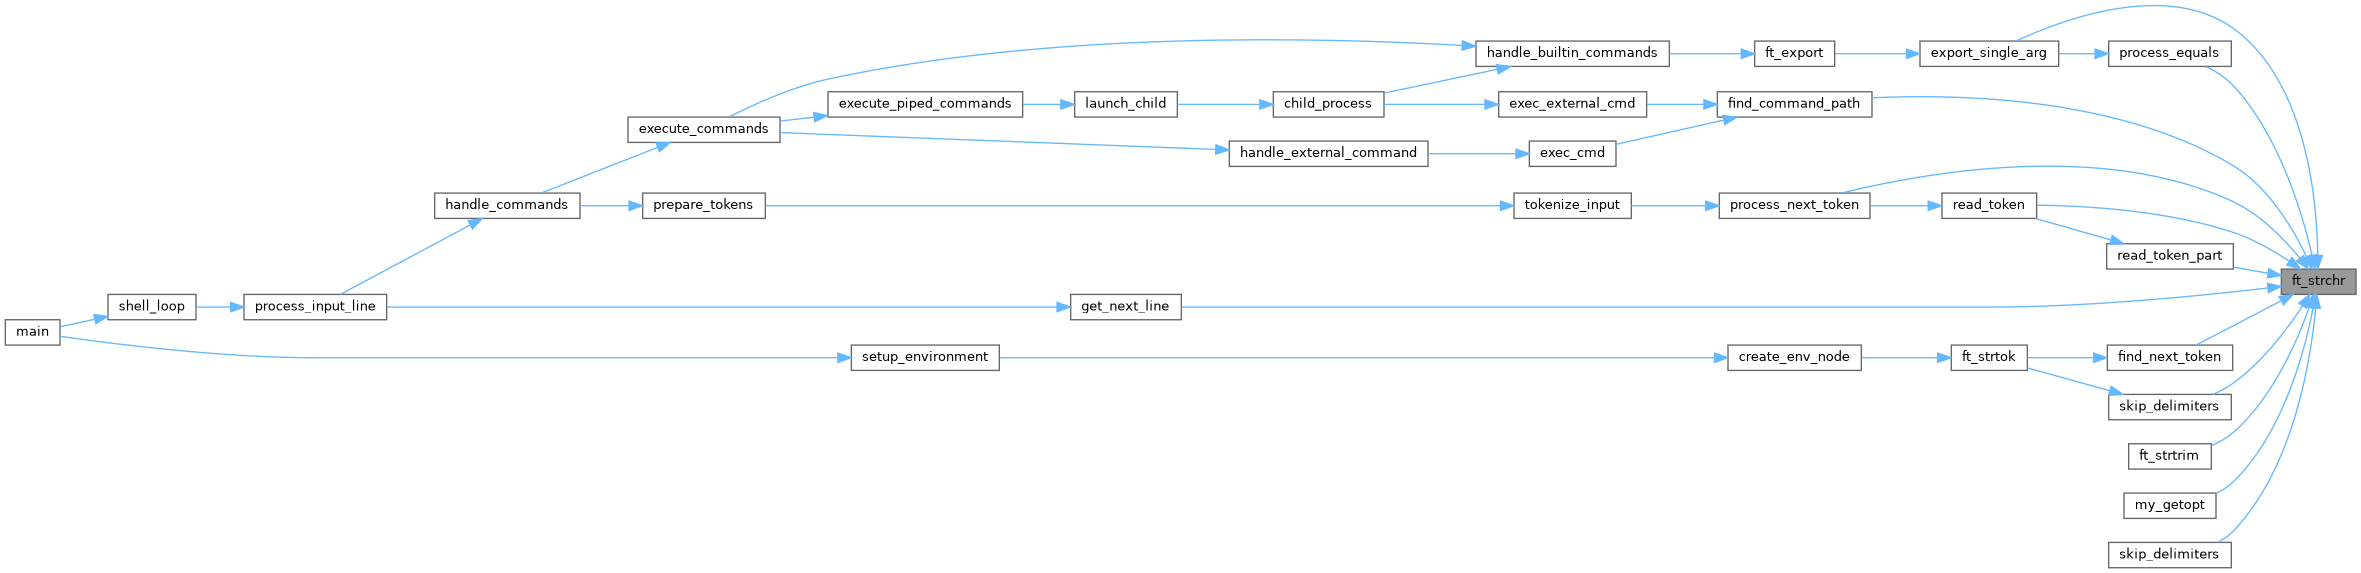 handle_builtin_commands
ft_export
export_single_arg
process_equals
execute_piped_commands
launch_child
child_process
exec_external_cmd
find_command_path
execute_commands
handle_external_command
exec_cmd
handle_commands
prepare_tokens
tokenize_input
process_next_token
read_token
read_token_part
ft_strchr
shell_loop
process_input_line
get_next_line
main
setup_environment
create_env_node
ft_strtok
find_next_token
skip_delimiters
ft_strtrim
my_getopt
skip_delimiters